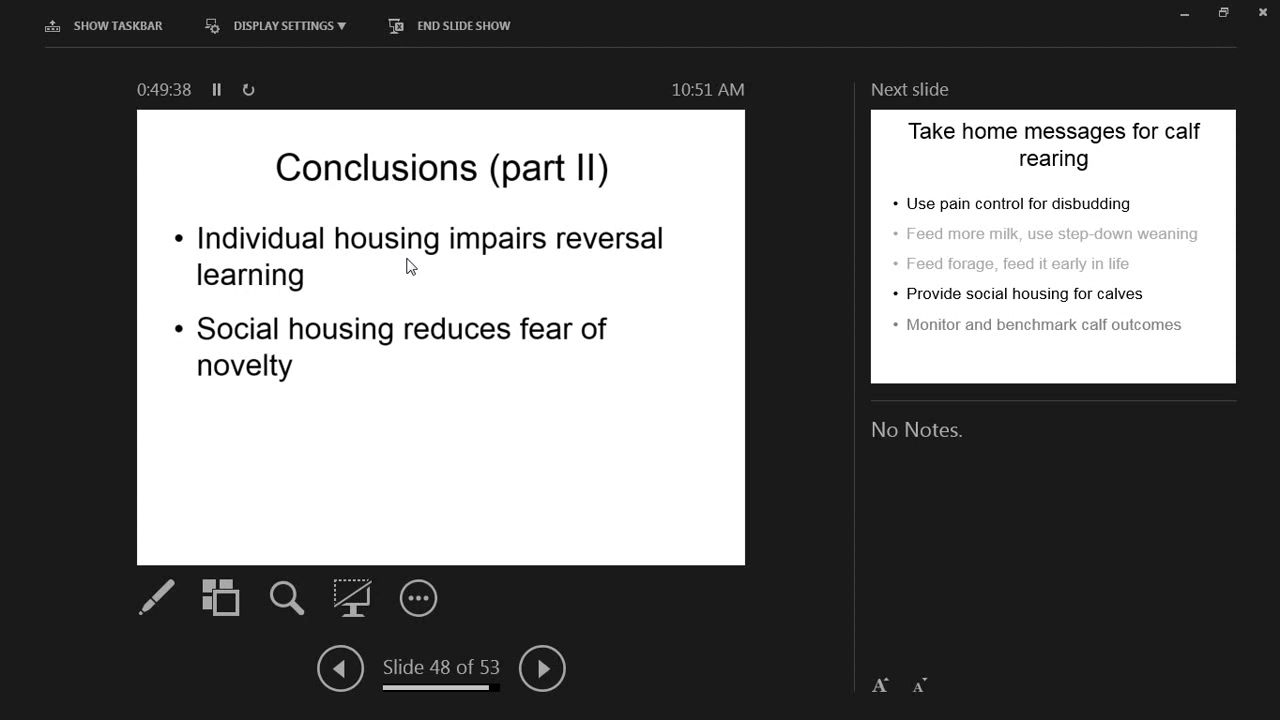 SHOW TASKBAR
DISPLAY SETTINGS ▼
END SLIDE SHOW
0:49:38
10:51 AM
Conclusions (part II)
• Individual housing impairs reversal
learning
• Social housing reduces fear of
novelty
Slide 48 of 53
Next slide
Take home messages for calf
rearing
• Use pain control for disbudding
• Feed more milk, use step-down weaning
• Feed forage, feed it early in life
• Provide social housing for calves
• Monitor and benchmark calf outcomes
No Notes.
A
A